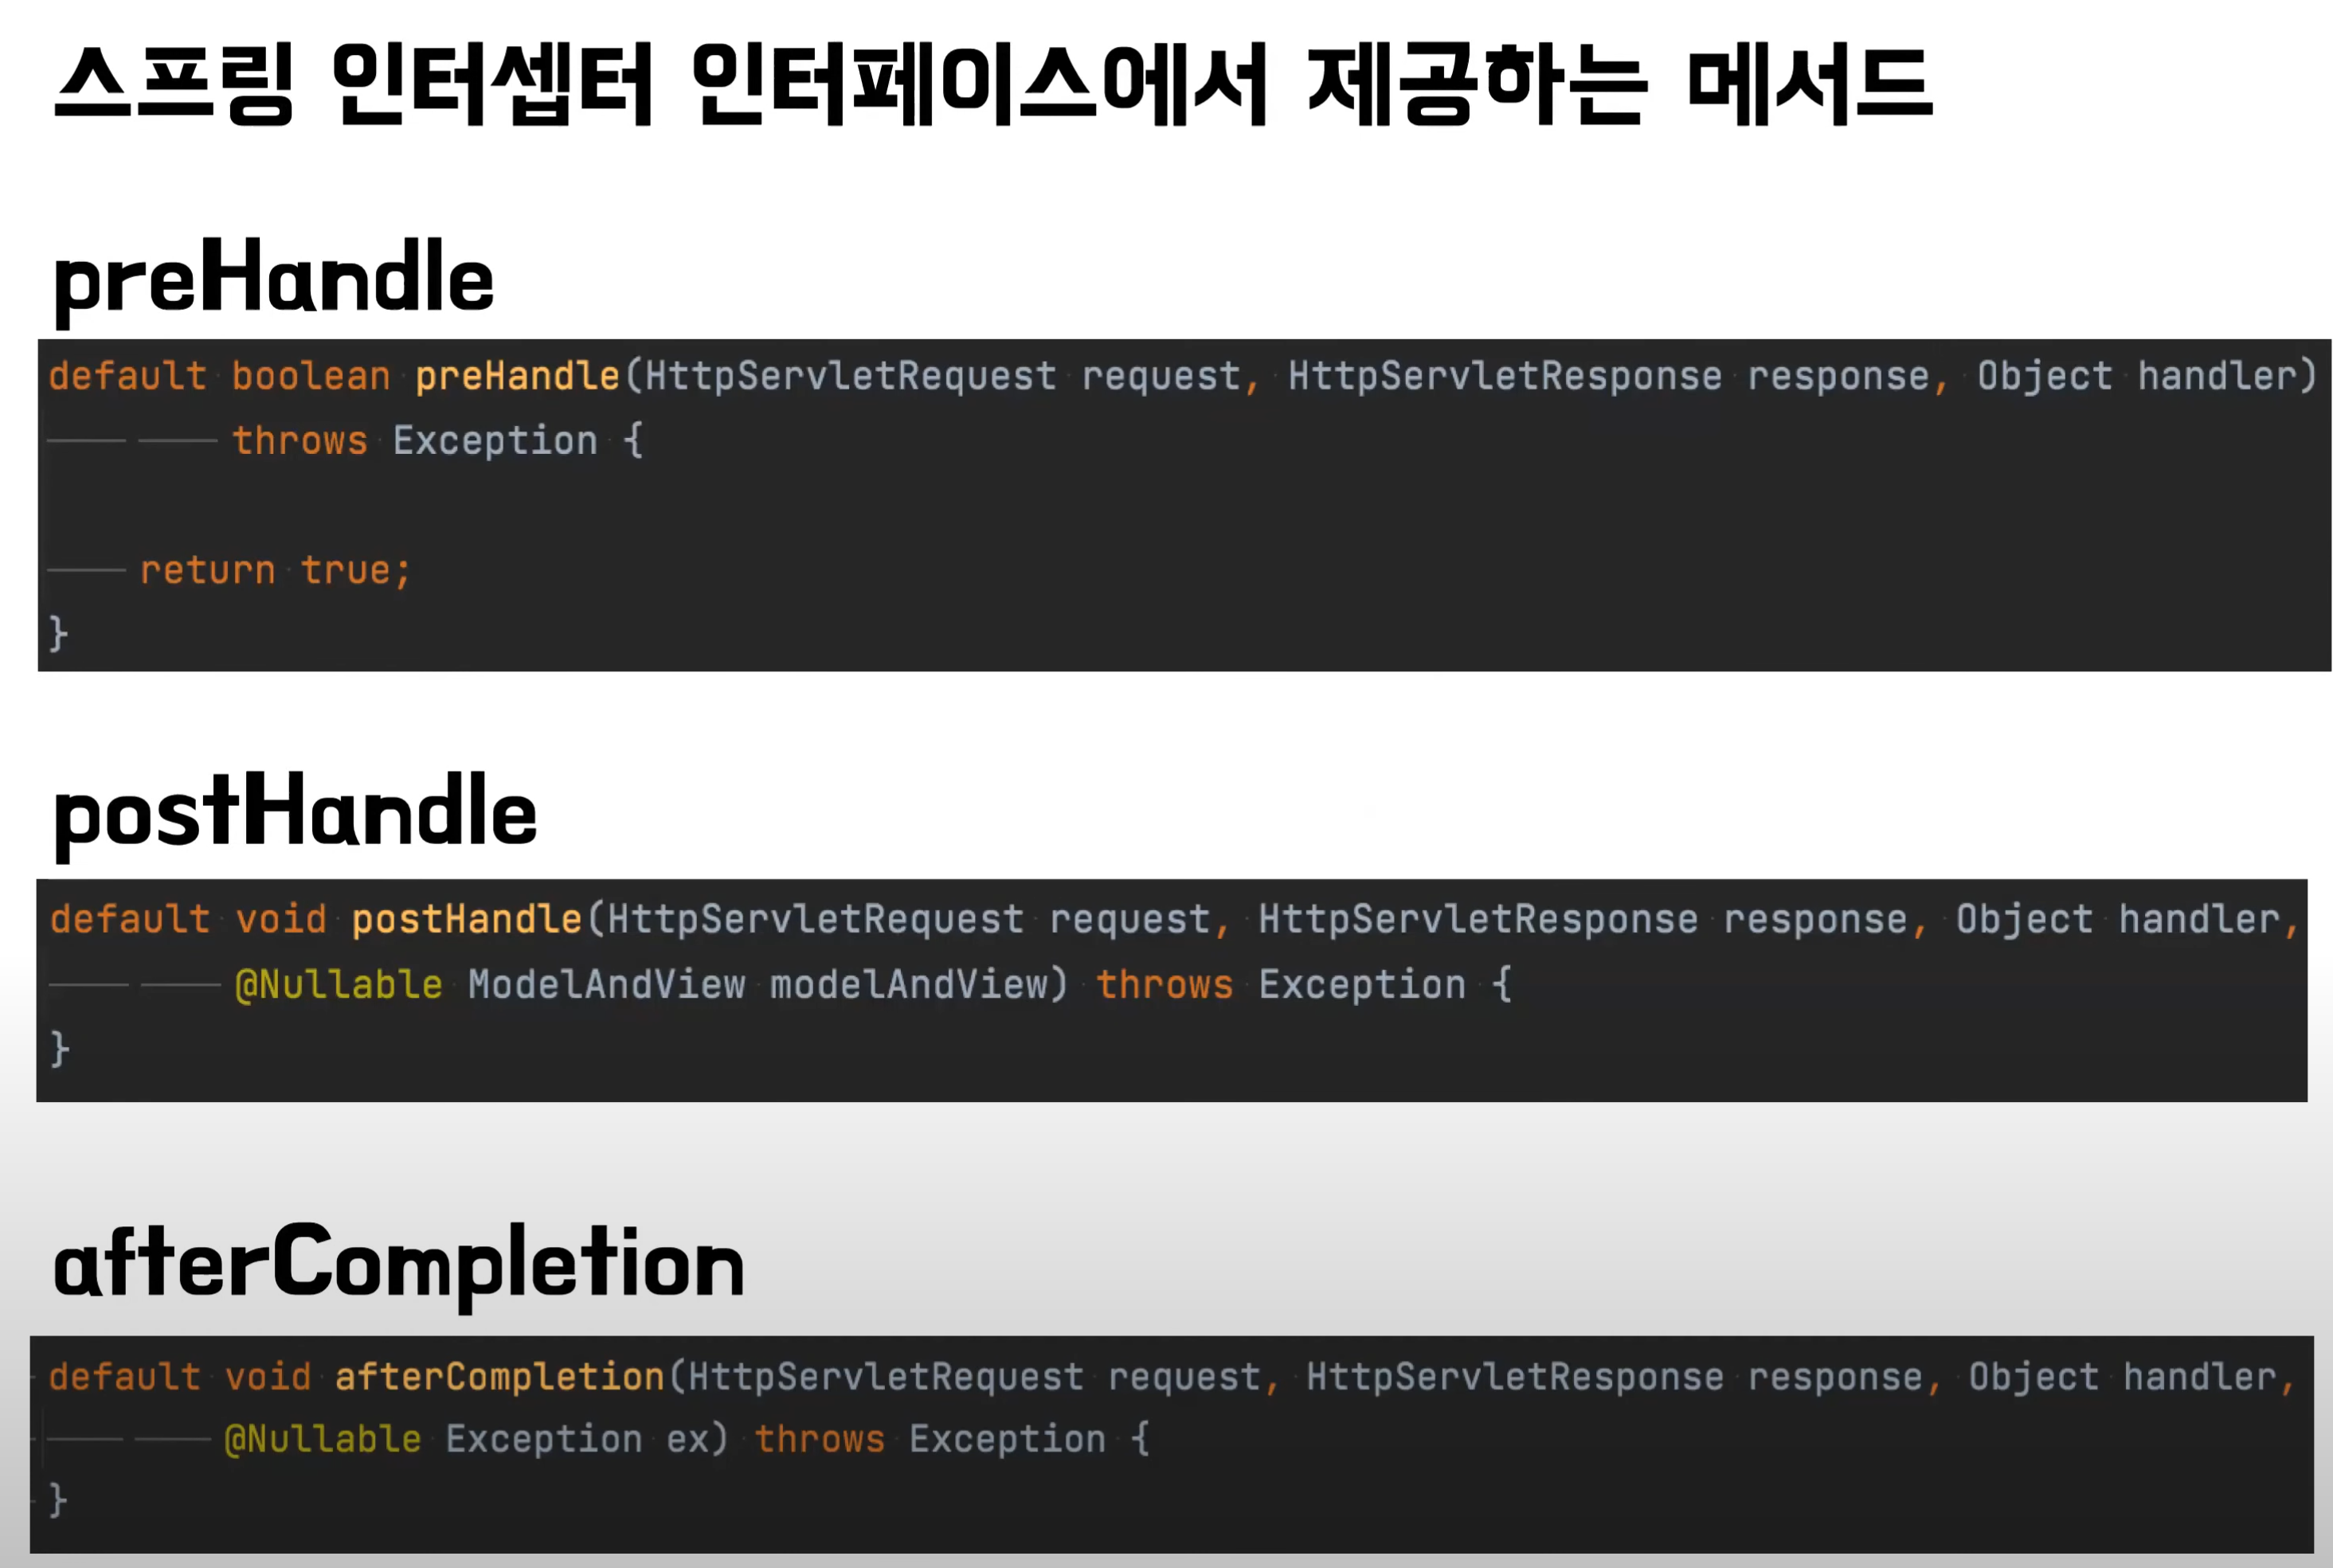 스프링 인터셉터 인터페이스에서 제공하는 메서드
preHandle
default boolean preHandle(HttpServletRequest request, HttpServletResponse response, Object handler)
throws Exception {
return true;
}
postHandle
default void postHandle(HttpServletRequest request, HttpServletResponse response, Object handler,
@Nullable ModelAndView modelAndView) throws Exception {
}
afterCompletion
default void afterCompletion(HttpServletRequest request, HttpServletResponse response, Object handler,
@Nullable Exception ex) throws Exception {
}